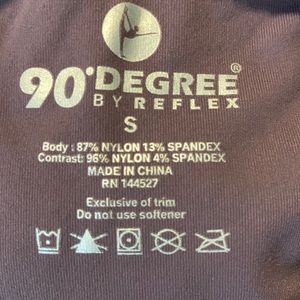 90° DEGREE®
BY REFLEX
S
Body : 87% NYLON 13% SPANDEX
Contrast: 96% NYLON 4% SPANDEX
MADE IN CHINA
RN 144527
Exclusive of trim
Do not use softener